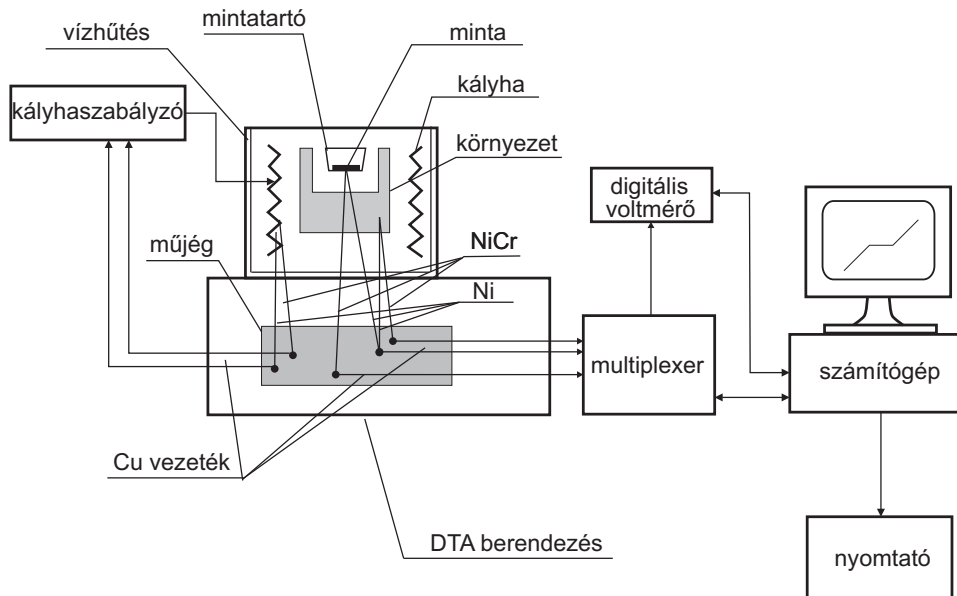 mintatartó
minta
vízhűtés
kályha
kályhaszabályzó
környezet
digitális
voltmérő
műjég
NiCr
Ni
multiplexer
számítógép
Cu vezeték
DTA berendezés
nyomtató